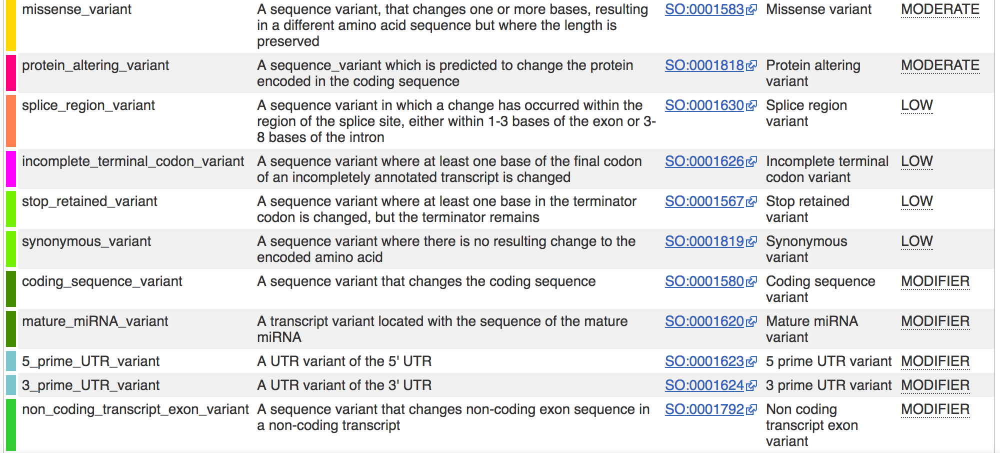 missense_variant A sequence variant, that changes one or more bases, resulting SO:0001583 Missense variant MODERATE
in a different amino acid sequence but where the length is
preserved
protein_altering_variant A sequence_variant which is predicted to change the protein SO:0001818 Protein altering MODERATE
encoded in the coding sequence variant
splice_region_variant A sequence variant in which a change has occurred within the SO:0001630 Splice region LOW
region of the splice site, either within 1-3 bases of the exon or 3- variant
8 bases of the intron
incomplete_terminal_codon_variant A sequence variant where at least one base of the final codon SO:0001626 Incomplete terminal LOW
of an incompletely annotated transcript is changed codon variant
stop_retained_variant A sequence variant where at least one base in the terminator SO:0001567 Stop retained LOW
codon is changed, but the terminator remains variant
synonymous_variant A sequence variant where there is no resulting change to the SO:0001819 Synonymous LOW
encoded amino acid variant
coding_sequence_variant A sequence variant that changes the coding sequence SO:0001580 Coding sequence MODIFIER
variant
mature_miRNA_variant A transcript variant located with the sequence of the mature SO:0001620 Mature miRNA MODIFIER
miRNA variant
5_prime_UTR_variant A UTR variant of the 5' UTR SO:0001623 5 prime UTR variant MODIFIER
3_prime_UTR_variant A UTR variant of the 3' UTR SO:0001624 3 prime UTR variant MODIFIER
non_coding_transcript_exon_variant A sequence variant that changes non-coding exon sequence in SO:0001792 Non coding MODIFIER
a non-coding transcript transcript exon
variant